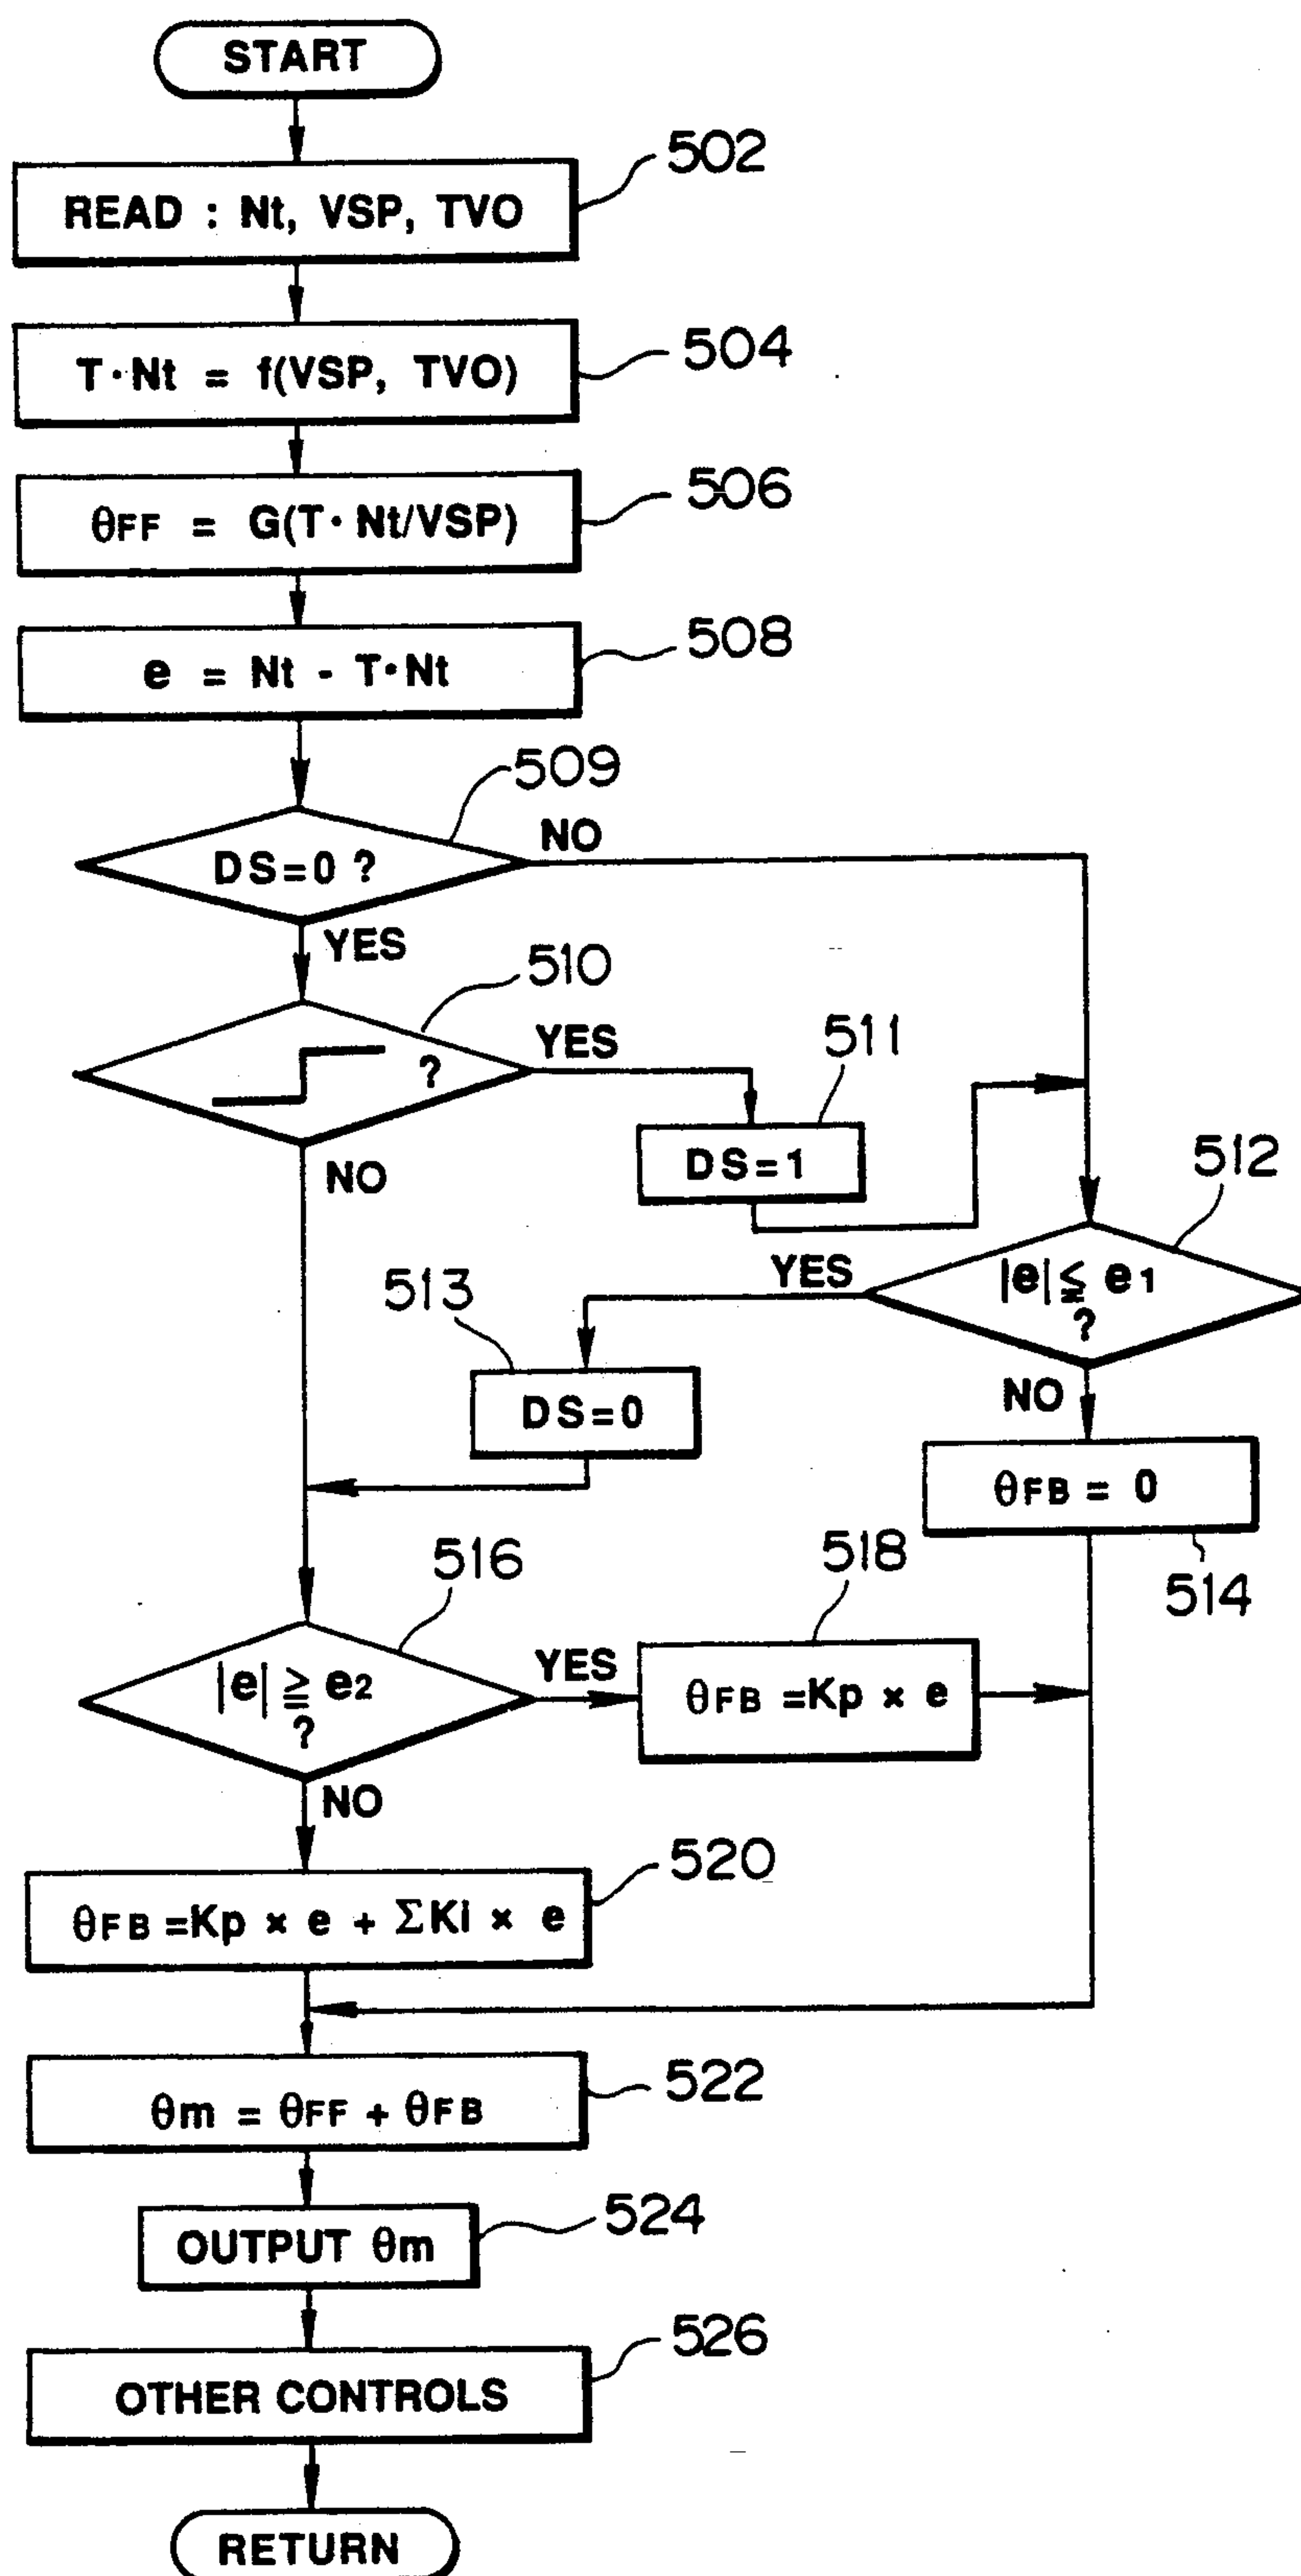 START
502
READ : Nt, VSP, TVO
504
T·Nt = f(VSP, TVO)
506
θFF = G(T·Nt/VSP)
508
e = Nt - T·Nt
509
DS=0 ?
NO
YES
510
?
YES
511
DS=1
NO
512
|e| ≦ e1
?
YES
513
DS=0
NO
θFB = 0
514
516
|e| ≧ e2
?
YES
518
θFB =Kp × e
NO
520
θFB =Kp × e + ΣKi × e
522
θm = θFF + θFB
524
OUTPUT θm
526
OTHER CONTROLS
RETURN